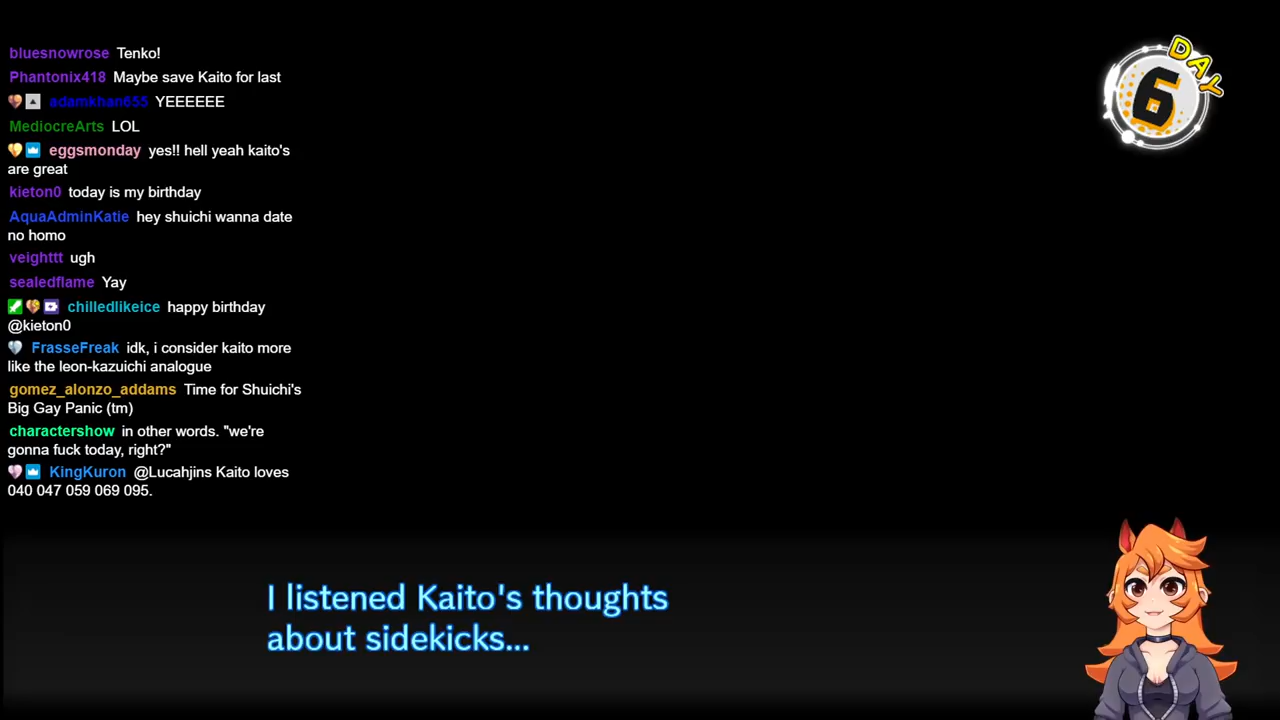 bluesnowrose Tenko!
Phantonix418 Maybe save Kaito for last
adamkhan655 YEEEEEE
MediocreArts LOL
eggsmonday yes!! hell yeah kaito's
are great
kieton0 today is my birthday
AquaAdminKatie hey shuichi wanna date
no homo
veighttt ugh
sealedflame Yay
chilledlikeice happy birthday
@kieton0
FrasseFreak idk, i consider kaito more
like the leon-kazuichi analogue
gomez_alonzo_addams Time for Shuichi's
Big Gay Panic (tm)
charactershow in other words. "we're
gonna fuck today, right?"
KingKuron @Lucahjins Kaito loves
040 047 059 069 095.
DAY
6
I listened Kaito's thoughts
about sidekicks...